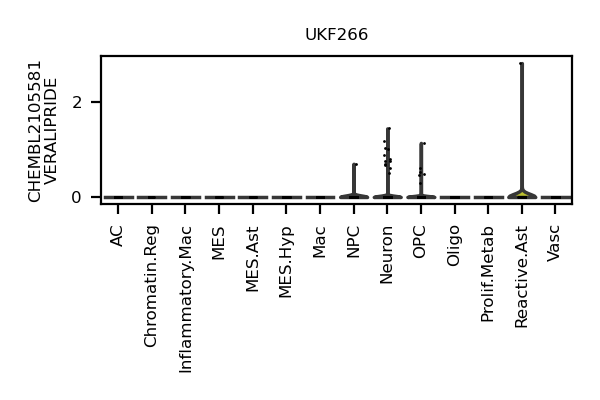 UKF266
CHEMBL2105581
VERALIPRIDE
2
0
AC
Chromatin.Reg
Inflammatory.Mac
MES
MES.Ast
MES.Hyp
Mac
NPC
Neuron
OPC
Oligo
Prolif.Metab
Reactive.Ast
Vasc